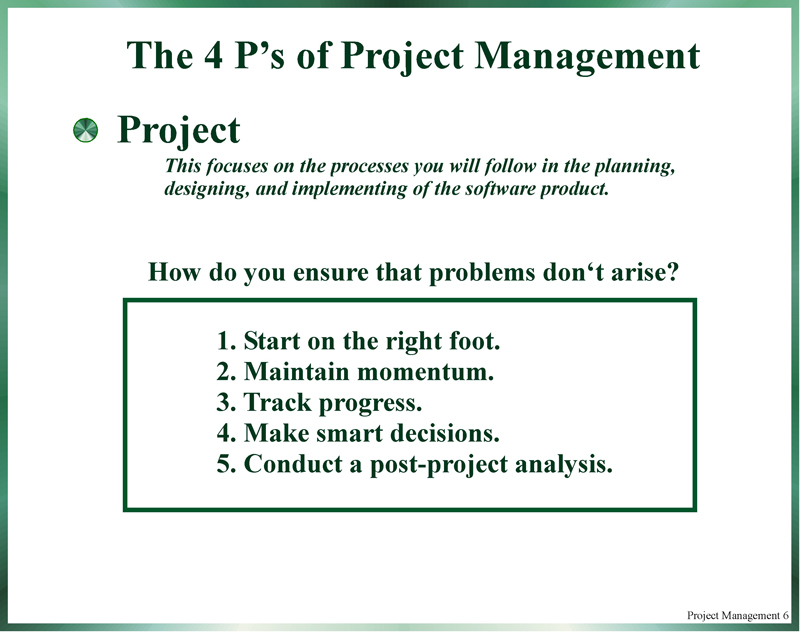 The 4 P’s of Project Management
Project
This focuses on the processes you will follow in the planning,
designing, and implementing of the software product.
How do you ensure that problems don‘t arise?
1. Start on the right foot.
2. Maintain momentum.
3. Track progress.
4. Make smart decisions.
5. Conduct a post-project analysis.
Project Management 6